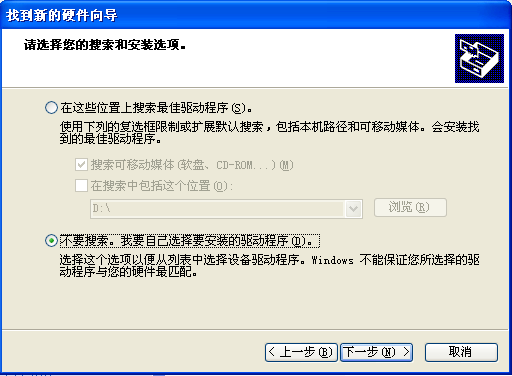 找到新的硬件向导
请选择您的搜索和安装选项。
在这些位置上搜索最佳驱动程序(S)。
使用下列的复选框限制或扩展默认搜索，包括本机路径和可移动媒体。会安装找
到的最佳驱动程序。
搜索可移动媒体(软盘、CD-ROM...)(M)
在搜索中包括这个位置(O):
D:\
浏览(R)
不要搜索。我要自己选择要安装的驱动程序(D)。
选择这个选项以便从列表中选择设备驱动程序。Windows 不能保证您所选择的驱
动程序与您的硬件最匹配。
< 上一步(B) 下一步(N) > 取消